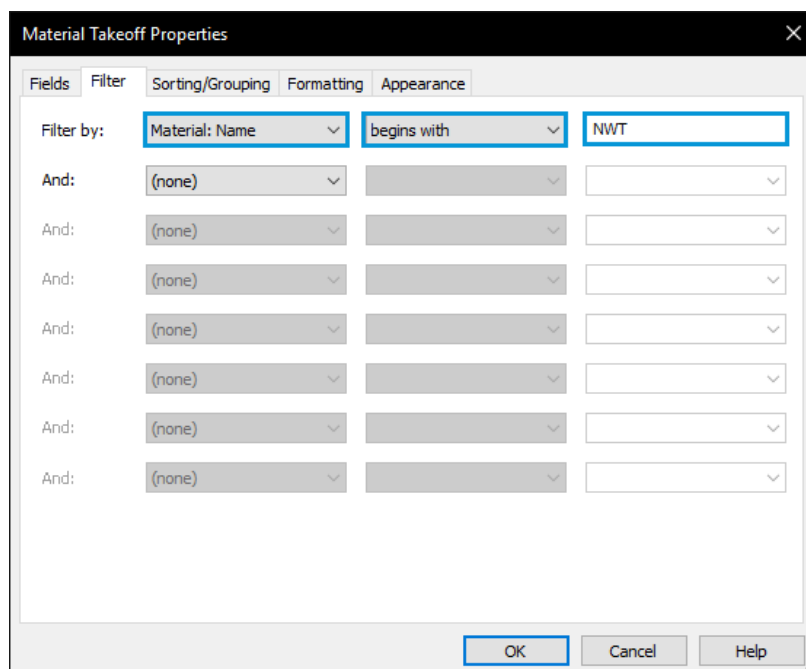 Material Takeoff Properties
Fields Filter Sorting/Grouping Formatting Appearance
Filter by: Material: Name begins with NWT
And: (none)
And: (none)
And: (none)
And: (none)
And: (none)
And: (none)
And: (none)
OK Cancel Help